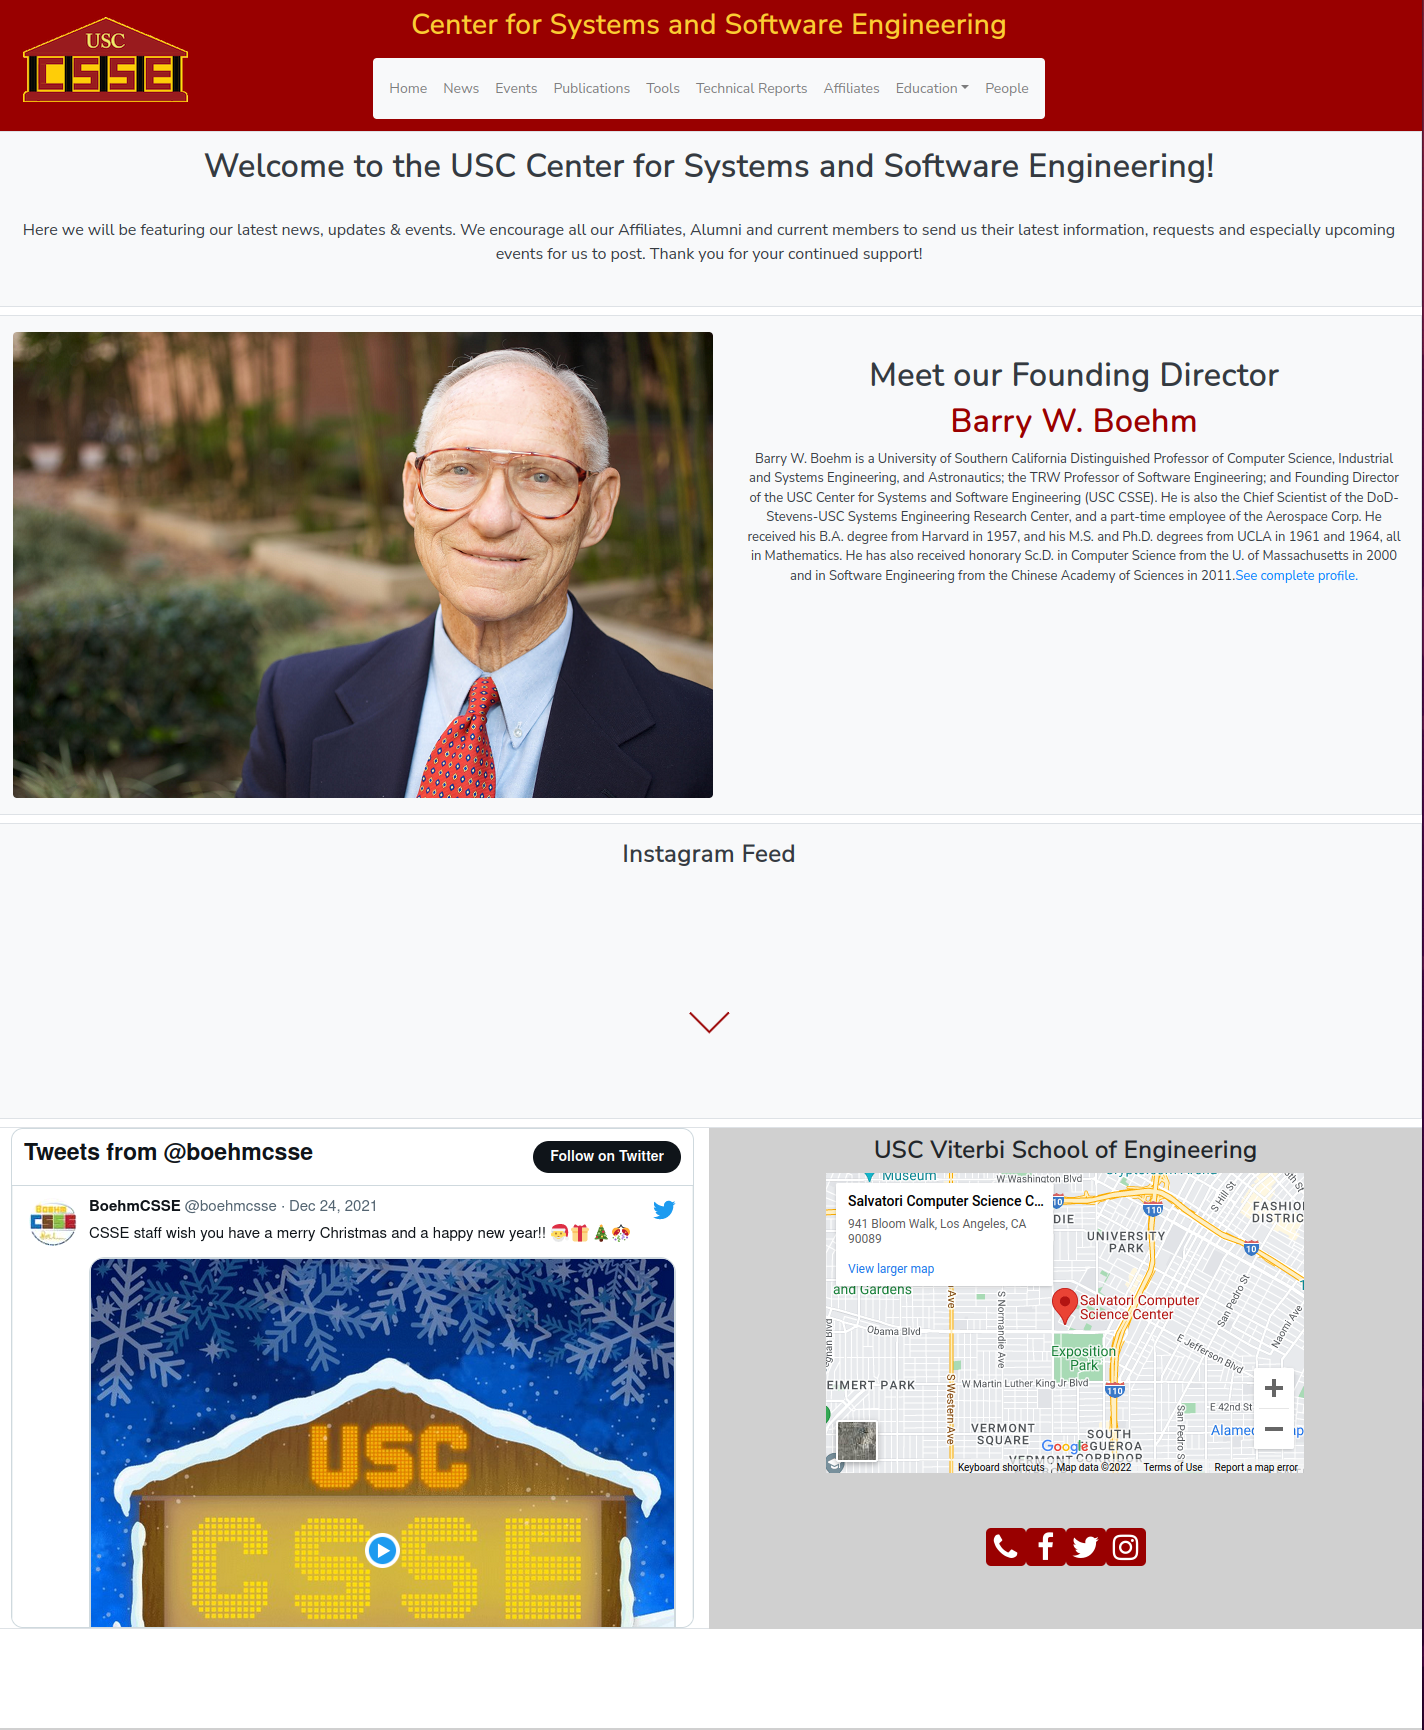 USC
CSSE
Center for Systems and Software Engineering
Home News Events Publications Tools Technical Reports Affiliates Education People
Welcome to the USC Center for Systems and Software Engineering!
Here we will be featuring our latest news, updates & events. We encourage all our Affiliates, Alumni and current members to send us their latest information, requests and especially upcoming
events for us to post. Thank you for your continued support!
Meet our Founding Director
Barry W. Boehm
Barry W. Boehm is a University of Southern California Distinguished Professor of Computer Science, Industrial
and Systems Engineering, and Astronautics; the TRW Professor of Software Engineering; and Founding Director
of the USC Center for Systems and Software Engineering (USC CSSE). He is also the Chief Scientist of the DoD-
Stevens-USC Systems Engineering Research Center, and a part-time employee of the Aerospace Corp. He
received his B.A. degree from Harvard in 1957, and his M.S. and Ph.D. degrees from UCLA in 1961 and 1964, all
in Mathematics. He has also received honorary Sc.D. in Computer Science from the U. of Massachusetts in 2000
and in Software Engineering from the Chinese Academy of Sciences in 2011.See complete profile.
Instagram Feed
Tweets from @boehmcsse
Follow on Twitter
BoehmCSSE @boehmcsse · Dec 24, 2021
CSSE staff wish you have a merry Christmas and a happy new year!! 🎅🎁🎄🎊
USC
CSSE
USC Viterbi School of Engineering
Museum
W Washington Blvd
Salvatori Computer Science C...
941 Bloom Walk, Los Angeles, CA
90089
View larger map
DIE
10
110
S Hill St
FASHIO
DISTRIC
UNIVERSITY
PARK
10
and Gardens
Ave
S Normandie Ave
Salvatori Computer
Science Center
San Pedro St
Naomi Ave
Obama Blvd
Exposition
Park
E Jefferson Blvd
EIMERT PARK
S Western Ave
W Martin Luther King Jr Blvd
110
E 42nd St
San Pedro S
VERMONT
SQUARE
SOUTH
Google
Keyboard shortcuts Map data ©2022 Terms of Use Report a map error